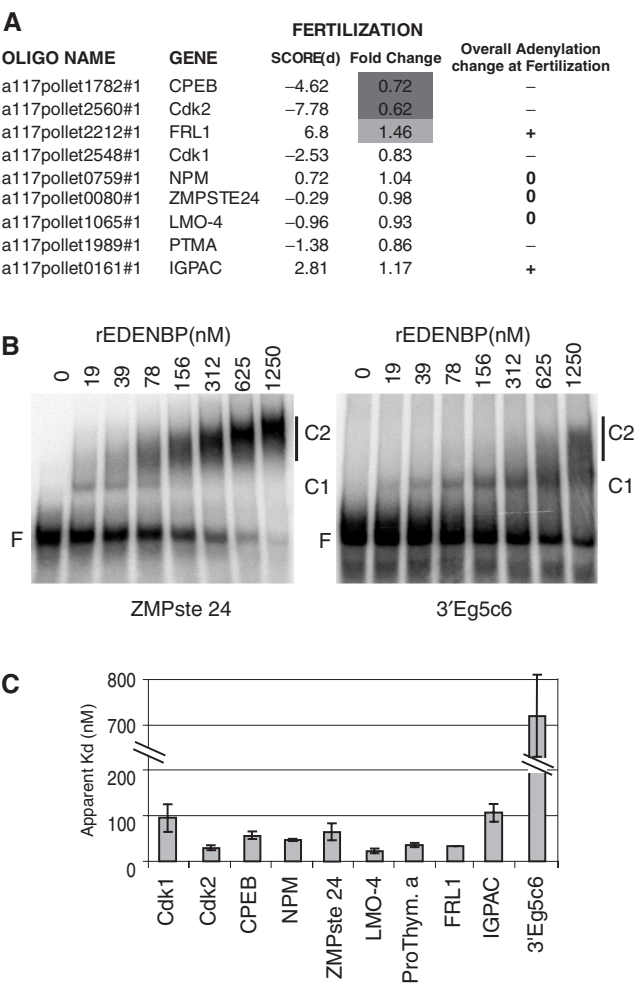 A
FERTILIZATION
OLIGO NAME GENE SCORE(d) Fold Change Overall Adenylation change at Fertilization
a117pollet1782#1 CPEB −4.62 0.72 −
a117pollet2560#1 Cdk2 −7.78 0.62 −
a117pollet2212#1 FRL1 6.8 1.46 +
a117pollet2548#1 Cdk1 −2.53 0.83 −
a117pollet0759#1 NPM 0.72 1.04 0
a117pollet0080#1 ZMPSTE24 −0.29 0.98 0
a117pollet1065#1 LMO-4 −0.96 0.93 0
a117pollet1989#1 PTMA −1.38 0.86 −
a117pollet0161#1 IGPAC 2.81 1.17 +
B
rEDENBP(nM) rEDENBP(nM)
0 19 39 78 156 312 625 1250 0 19 39 78 156 312 625 1250
C2 C2
C1 C1
F F
ZMPste 24 3′Eg5c6
C
Apparent Kd (nM)
800
700
200
100
0
Cdk1 Cdk2 CPEB NPM ZMPste 24 LMO-4 ProThym. a FRL1 IGPAC 3'Eg5c6